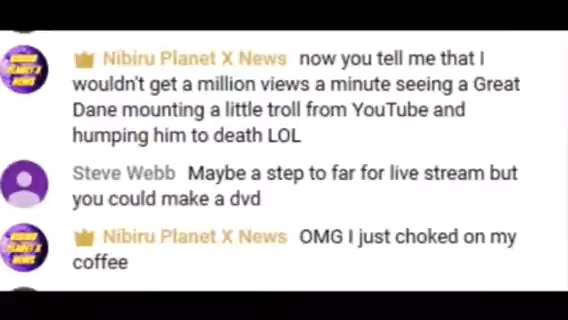 Nibiru Planet X News now you tell me that I
wouldn't get a million views a minute seeing a Great
Dane mounting a little troll from YouTube and
humping him to death LOL
Steve Webb Maybe a step to far for live stream but
you could make a dvd
Nibiru Planet X News OMG I just choked on my
coffee